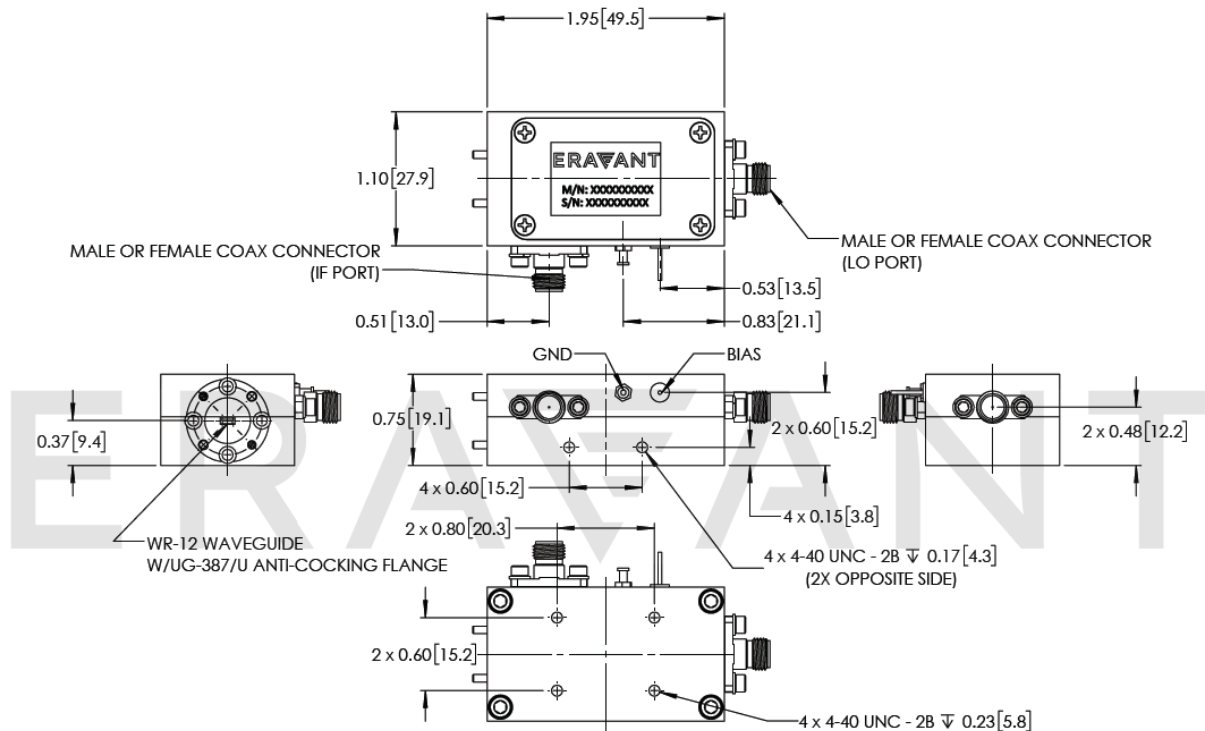 1.95[49.5]
ERAVANT
M/N: XXXXXXXXXX
S/N: XXXXXXXXXX
1.10[27.9]
MALE OR FEMALE COAX CONNECTOR
(IF PORT)
MALE OR FEMALE COAX CONNECTOR
(LO PORT)
0.53[13.5]
0.51[13.0]
0.83[21.1]
GND
BIAS
ERAVANT
0.37[9.4]
0.75[19.1]
2 x 0.60[15.2]
2 x 0.48[12.2]
4 x 0.60[15.2]
4 x 0.15[3.8]
2 x 0.80[20.3]
WR-12 WAVEGUIDE
W/UG-387/U ANTI-COCKING FLANGE
4 x 4-40 UNC - 2B ↧ 0.17[4.3]
(2X OPPOSITE SIDE)
2 x 0.60[15.2]
4 x 4-40 UNC - 2B ↧ 0.23[5.8]